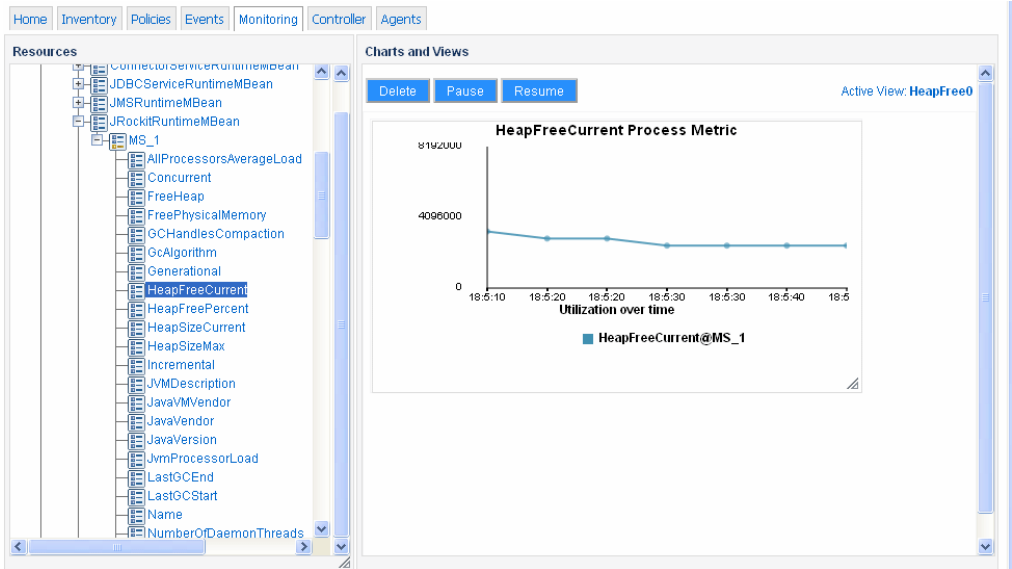 Home Inventory Policies Events Monitoring Controller Agents
Resources
ConnectorServiceRuntimeMBean
JDBCServiceRuntimeMBean
JMSRuntimeMBean
JRockitRuntimeMBean
MS_1
AllProcessorsAverageLoad
Concurrent
FreeHeap
FreePhysicalMemory
GCHandlesCompaction
GcAlgorithm
Generational
HeapFreeCurrent
HeapFreePercent
HeapSizeCurrent
HeapSizeMax
Incremental
JVMDescription
JavaVMVendor
JavaVendor
JavaVersion
JvmProcessorLoad
LastGCEnd
LastGCStart
Name
NumberOfDaemonThreads
Charts and Views
Delete Pause Resume
Active View: HeapFree0
HeapFreeCurrent Process Metric
8192000
4096000
0
18:5:10 18:5:20 18:5:20 18:5:30 18:5:30 18:5:40 18:5
Utilization over time
HeapFreeCurrent@MS_1